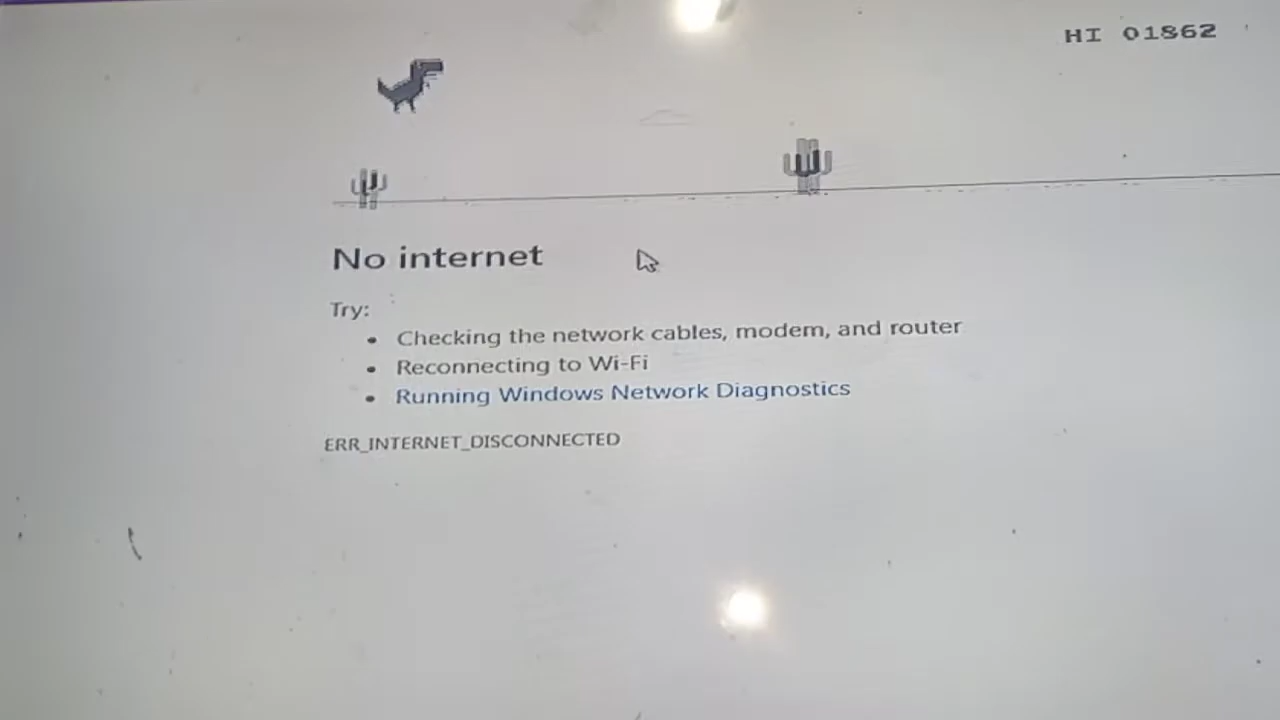 HI 01862
No internet
Try:
• Checking the network cables, modem, and router
• Reconnecting to Wi-Fi
• Running Windows Network Diagnostics
ERR_INTERNET_DISCONNECTED